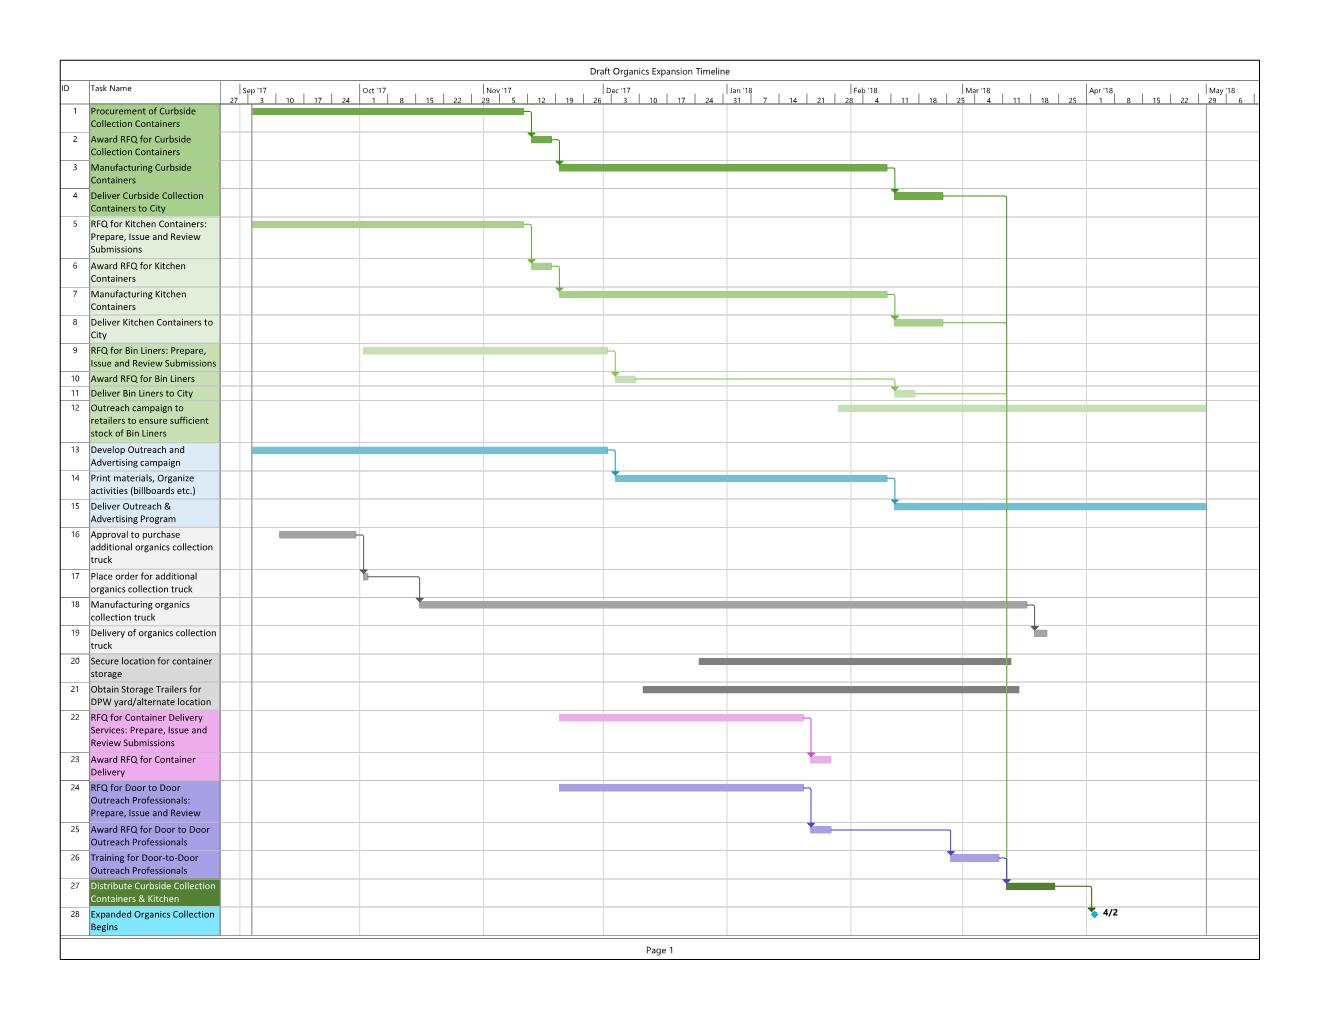 Draft Organics Expansion Timeline
ID Task Name Sep '17 Oct '17 Nov '17 Dec '17 Jan '18 Feb '18 Mar '18 Apr '18 May '18
27 3 10 17 24 1 8 15 22 29 5 12 19 26 3 10 17 24 31 7 14 21 28 4 11 18 25 4 11 18 25 1 8 15 22 29 6
1 Procurement of Curbside
Collection Containers
2 Award RFQ for Curbside
Collection Containers
3 Manufacturing Curbside
Containers
4 Deliver Curbside Collection
Containers to City
5 RFQ for Kitchen Containers:
Prepare, Issue and Review
Submissions
6 Award RFQ for Kitchen
Containers
7 Manufacturing Kitchen
Containers
8 Deliver Kitchen Containers to
City
9 RFQ for Bin Liners: Prepare,
Issue and Review Submissions
10 Award RFQ for Bin Liners
11 Deliver Bin Liners to City
12 Outreach campaign to
retailers to ensure sufficient
stock of Bin Liners
13 Develop Outreach and
Advertising campaign
14 Print materials, Organize
activities (billboards etc.)
15 Deliver Outreach &
Advertising Program
16 Approval to purchase
additional organics collection
truck
17 Place order for additional
organics collection truck
18 Manufacturing organics
collection truck
19 Delivery of organics collection
truck
20 Secure location for container
storage
21 Obtain Storage Trailers for
DPW yard/alternate location
22 RFQ for Container Delivery
Services: Prepare, Issue and
Review Submissions
23 Award RFQ for Container
Delivery
24 RFQ for Door to Door
Outreach Professionals:
Prepare, Issue and Review
25 Award RFQ for Door to Door
Outreach Professionals
26 Training for Door-to-Door
Outreach Professionals
27 Distribute Curbside Collection
Containers & Kitchen
28 Expanded Organics Collection
Begins
4/2
Page 1